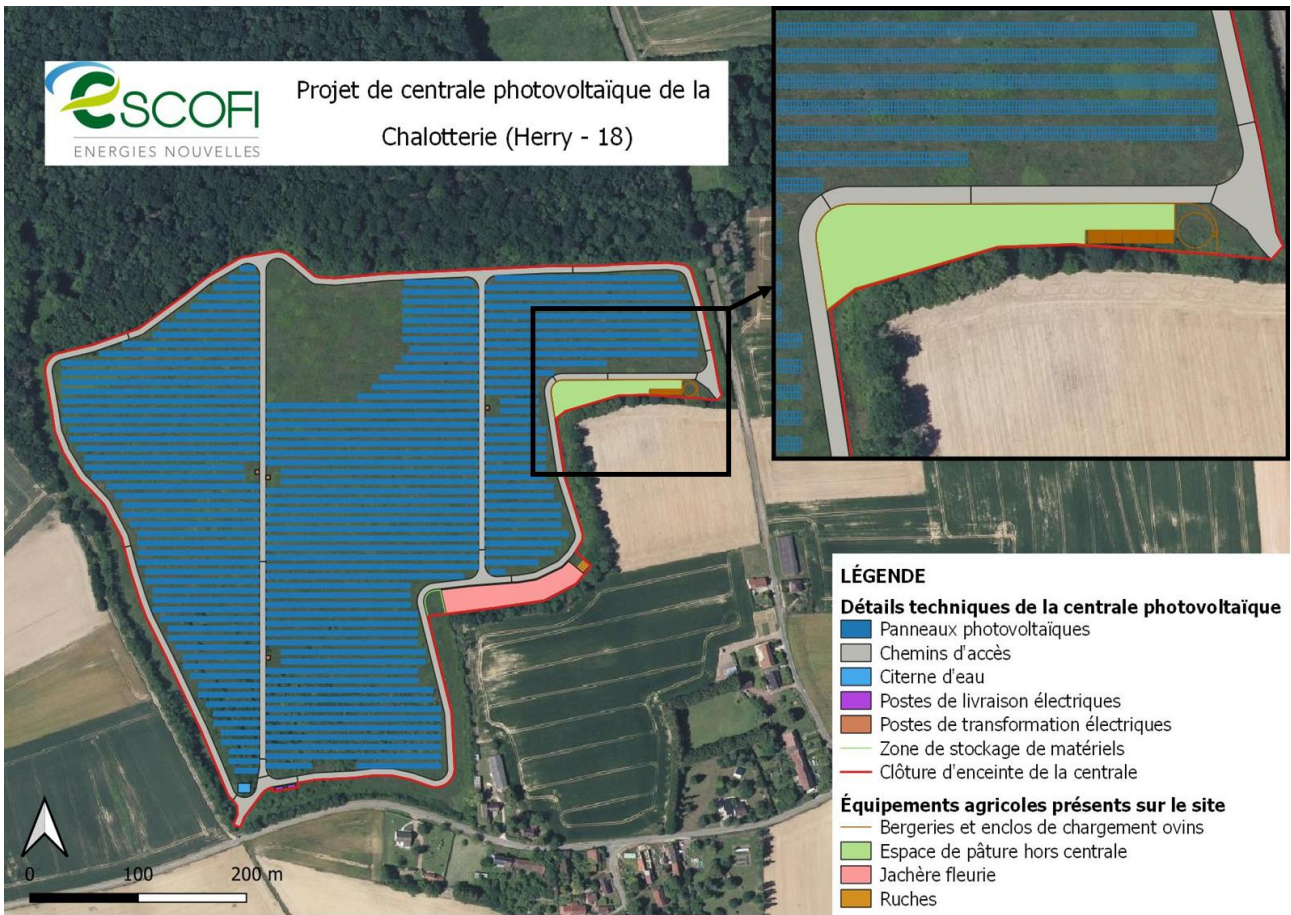 eSCOFI
ENERGIES NOUVELLES
Projet de centrale photovoltaïque de la
Chalotterie (Herry - 18)
LÉGENDE
Détails techniques de la centrale photovoltaïque
Panneaux photovoltaïques
Chemins d'accès
Citerne d'eau
Postes de livraison électriques
Postes de transformation électriques
Zone de stockage de matériels
Clôture d'enceinte de la centrale
Équipements agricoles présents sur le site
Bergeries et enclos de chargement ovins
Espace de pâture hors centrale
Jachère fleurie
Ruches
0 100 200 m